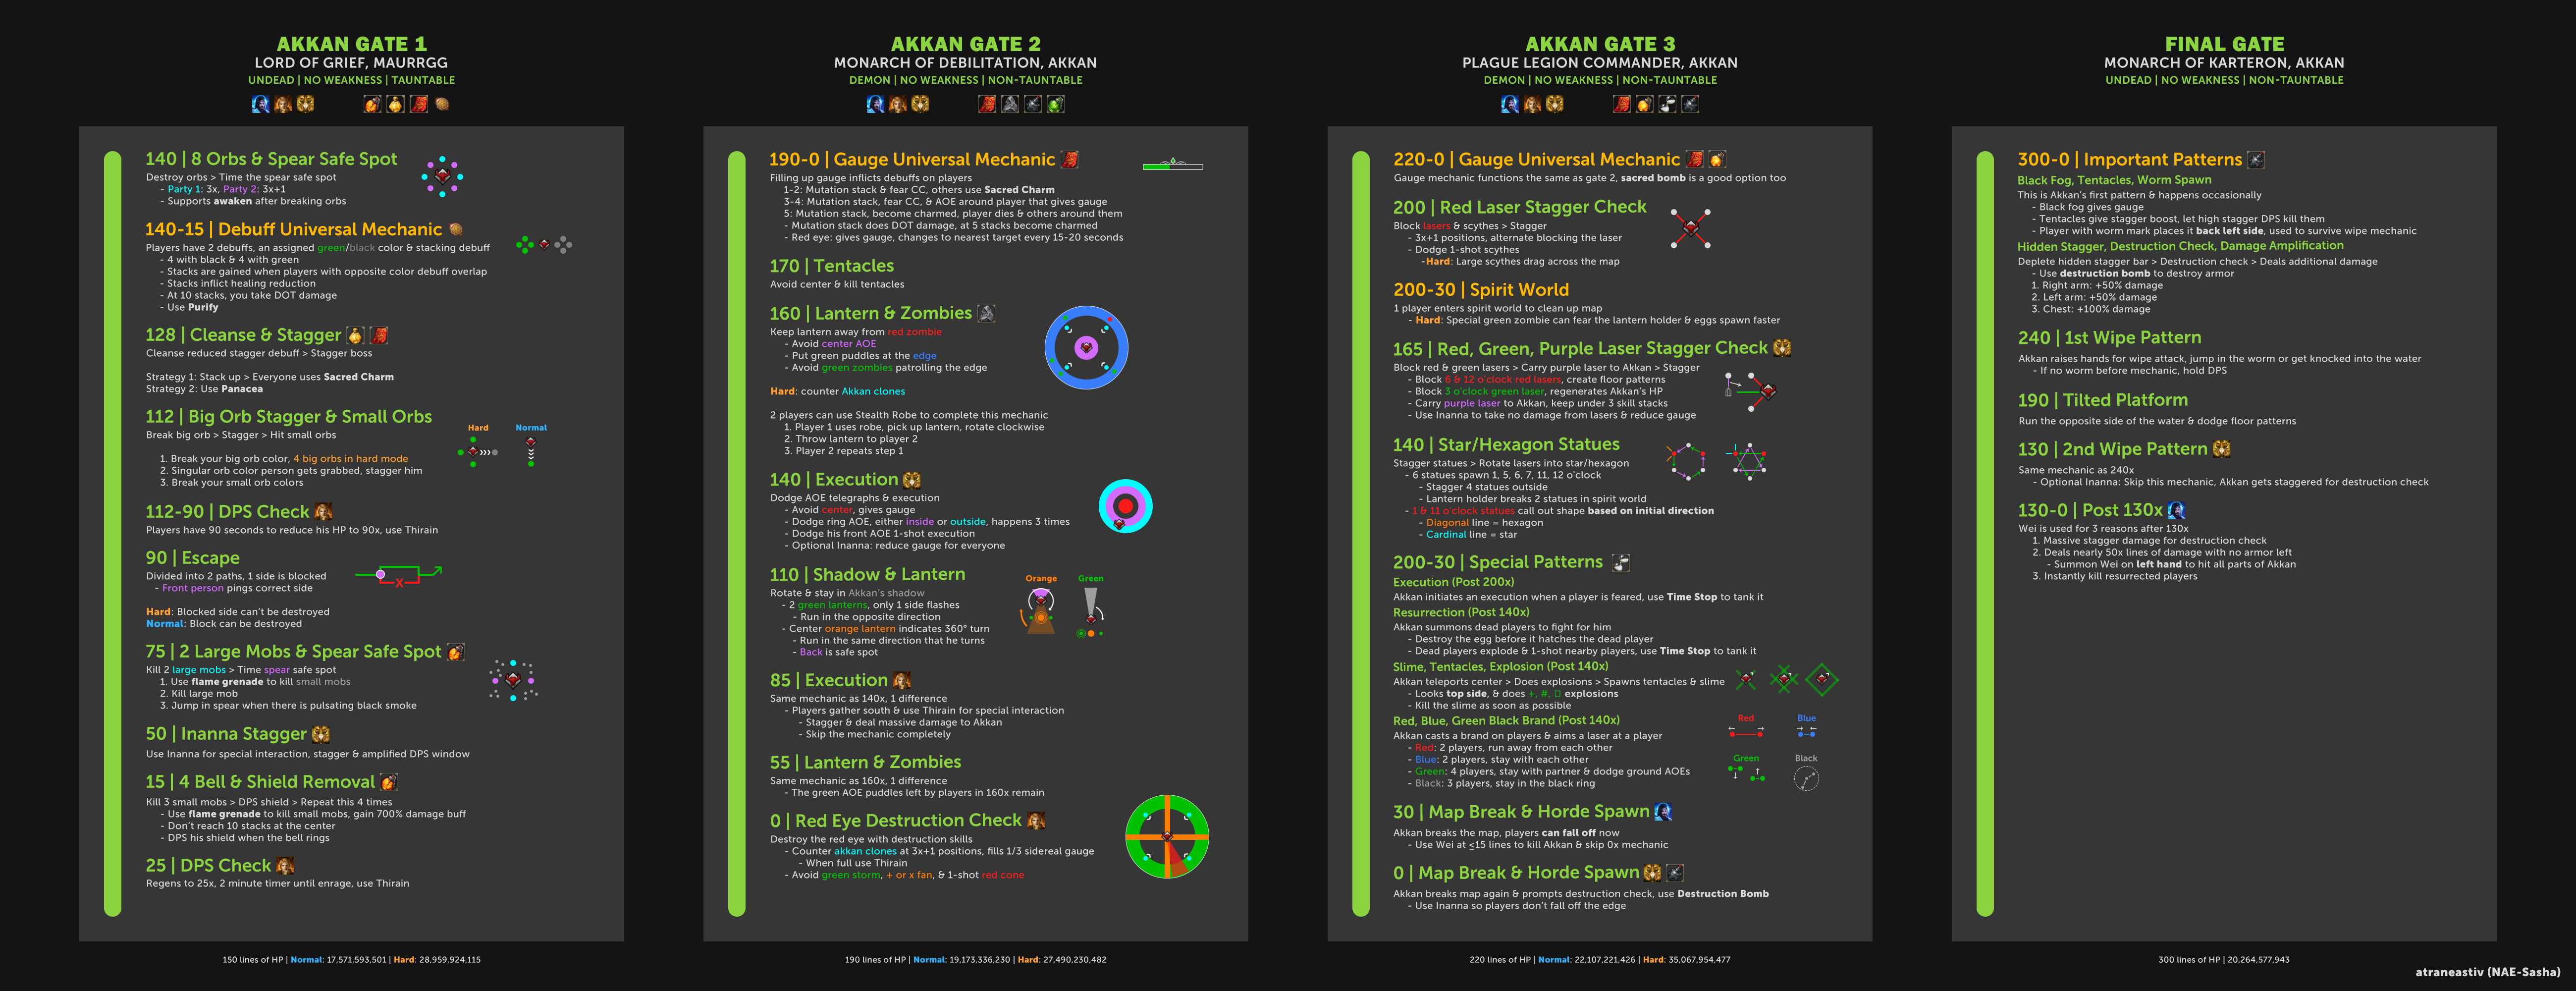 AKKAN GATE 1
LORD OF GRIEF, MAURRGG
UNDEAD | NO WEAKNESS | TAUNTABLE
140 | 8 Orbs & Spear Safe Spot
Destroy orbs > Time the spear safe spot
- Party 1: 3x, Party 2: 3x+1
- Supports awaken after breaking orbs
140-15 | Debuff Universal Mechanic
Players have 2 debuffs, an assigned green/black color & stacking debuff
- 4 with black & 4 with green
- Stacks are gained when players with opposite color debuff overlap
- Stacks inflict healing reduction
- At 10 stacks, you take DOT damage
- Use Purify
128 | Cleanse & Stagger
Cleanse reduced stagger debuff > Stagger boss
Strategy 1: Stack up > Everyone uses Sacred Charm
Strategy 2: Use Panacea
112 | Big Orb Stagger & Small Orbs
Break big orb > Stagger > Hit small orbs
Hard Normal
1. Break your big orb color, 4 big orbs in hard mode
2. Singular orb color person gets grabbed, stagger him
3. Break your small orb colors
112-90 | DPS Check
Players have 90 seconds to reduce his HP to 90x, use Thirain
90 | Escape
Divided into 2 paths, 1 side is blocked
- Front person pings correct side
X
Hard: Blocked side can't be destroyed
Normal: Block can be destroyed
75 | 2 Large Mobs & Spear Safe Spot
Kill 2 large mobs > Time spear safe spot
1. Use flame grenade to kill small mobs
2. Kill large mob
3. Jump in spear when there is pulsating black smoke
50 | Inanna Stagger
Use Inanna for special interaction, stagger & amplified DPS window
15 | 4 Bell & Shield Removal
Kill 3 small mobs > DPS shield > Repeat this 4 times
- Use flame grenade to kill small mobs, gain 700% damage buff
- Don't reach 10 stacks at the center
- DPS his shield when the bell rings
25 | DPS Check
Regens to 25x, 2 minute timer until enrage, use Thirain
150 lines of HP | Normal: 17,571,593,501 | Hard: 28,959,924,115
AKKAN GATE 2
MONARCH OF DEBILITATION, AKKAN
DEMON | NO WEAKNESS | NON-TAUNTABLE
190-0 | Gauge Universal Mechanic
Filling up gauge inflicts debuffs on players
1-2: Mutation stack & fear CC, others use Sacred Charm
3-4: Mutation stack, fear CC, & AOE around player that gives gauge
5: Mutation stack, become charmed, player dies & others around them
- Mutation stack does DOT damage, at 5 stacks become charmed
- Red eye: gives gauge, changes to nearest target every 15-20 seconds
170 | Tentacles
Avoid center & kill tentacles
160 | Lantern & Zombies
Keep lantern away from red zombie
- Avoid center AOE
- Put green puddles at the edge
- Avoid green zombies patrolling the edge
Hard: counter Akkan clones
2 players can use Stealth Robe to complete this mechanic
1. Player 1 uses robe, pick up lantern, rotate clockwise
2. Throw lantern to player 2
3. Player 2 repeats step 1
140 | Execution
Dodge AOE telegraphs & execution
- Avoid center, gives gauge
- Dodge ring AOE, either inside or outside, happens 3 times
- Dodge his front AOE 1-shot execution
- Optional Inanna: reduce gauge for everyone
110 | Shadow & Lantern
Orange Green
Rotate & stay in Akkan's shadow
- 2 green lanterns, only 1 side flashes
- Run in the opposite direction
- Center orange lantern indicates 360° turn
- Run in the same direction that he turns
- Back is safe spot
85 | Execution
Same mechanic as 140x, 1 difference
- Players gather south & use Thirain for special interaction
- Stagger & deal massive damage to Akkan
- Skip the mechanic completely
55 | Lantern & Zombies
Same mechanic as 160x, 1 difference
- The green AOE puddles left by players in 160x remain
0 | Red Eye Destruction Check
Destroy the red eye with destruction skills
- Counter akkan clones at 3x+1 positions, fills 1/3 sidereal gauge
- When full use Thirain
- Avoid green storm, + or x fan, & 1-shot red cone
190 lines of HP | Normal: 19,173,336,230 | Hard: 27,490,230,482
AKKAN GATE 3
PLAGUE LEGION COMMANDER, AKKAN
DEMON | NO WEAKNESS | NON-TAUNTABLE
220-0 | Gauge Universal Mechanic
Gauge mechanic functions the same as gate 2, sacred bomb is a good option too
200 | Red Laser Stagger Check
Block lasers & scythes > Stagger
- 3x+1 positions, alternate blocking the laser
- Dodge 1-shot scythes
-Hard: Large scythes drag across the map
200-30 | Spirit World
1 player enters spirit world to clean up map
- Hard: Special green zombie can fear the lantern holder & eggs spawn faster
165 | Red, Green, Purple Laser Stagger Check
Block red & green lasers > Carry purple laser to Akkan > Stagger
- Block 6 & 12 o'clock red lasers, create floor patterns
- Block 3 o'clock green laser, regenerates Akkan's HP
- Carry purple laser to Akkan, keep under 3 skill stacks
- Use Inanna to take no damage from lasers & reduce gauge
140 | Star/Hexagon Statues
Stagger statues > Rotate lasers into star/hexagon
- 6 statues spawn 1, 5, 6, 7, 11, 12 o'clock
- Stagger 4 statues outside
- Lantern holder breaks 2 statues in spirit world
- 1 & 11 o'clock statues call out shape based on initial direction
- Diagonal line = hexagon
- Cardinal line = star
200-30 | Special Patterns
Execution (Post 200x)
Akkan initiates an execution when a player is feared, use Time Stop to tank it
Resurrection (Post 140x)
Akkan summons dead players to fight for him
- Destroy the egg before it hatches the dead player
- Dead players explode & 1-shot nearby players, use Time Stop to tank it
Slime, Tentacles, Explosion (Post 140x)
Akkan teleports center > Does explosions > Spawns tentacles & slime
- Looks top side, & does +, #, □ explosions
- Kill the slime as soon as possible
Red, Blue, Green Black Brand (Post 140x)
Red Blue
Akkan casts a brand on players & aims a laser at a player
- Red: 2 players, run away from each other
- Blue: 2 players, stay with each other
Green Black
- Green: 4 players, stay with partner & dodge ground AOEs
- Black: 3 players, stay in the black ring
30 | Map Break & Horde Spawn
Akkan breaks the map, players can fall off now
- Use Wei at ≤15 lines to kill Akkan & skip 0x mechanic
0 | Map Break & Horde Spawn
Akkan breaks map again & prompts destruction check, use Destruction Bomb
- Use Inanna so players don't fall off the edge
220 lines of HP | Normal: 22,107,221,426 | Hard: 35,067,954,477
FINAL GATE
MONARCH OF KARTERON, AKKAN
UNDEAD | NO WEAKNESS | NON-TAUNTABLE
300-0 | Important Patterns
Black Fog, Tentacles, Worm Spawn
This is Akkan's first pattern & happens occasionally
- Black fog gives gauge
- Tentacles give stagger boost, let high stagger DPS kill them
- Player with worm mark places it back left side, used to survive wipe mechanic
Hidden Stagger, Destruction Check, Damage Amplification
Deplete hidden stagger bar > Destruction check > Deals additional damage
- Use destruction bomb to destroy armor
1. Right arm: +50% damage
2. Left arm: +50% damage
3. Chest: +100% damage
240 | 1st Wipe Pattern
Akkan raises hands for wipe attack, jump in the worm or get knocked into the water
- If no worm before mechanic, hold DPS
190 | Tilted Platform
Run the opposite side of the water & dodge floor patterns
130 | 2nd Wipe Pattern
Same mechanic as 240x
- Optional Inanna: Skip this mechanic, Akkan gets staggered for destruction check
130-0 | Post 130x
Wei is used for 3 reasons after 130x
1. Massive stagger damage for destruction check
2. Deals nearly 50x lines of damage with no armor left
- Summon Wei on left hand to hit all parts of Akkan
3. Instantly kill resurrected players
300 lines of HP | 20,264,577,943
atraneastiv (NAE-Sasha)